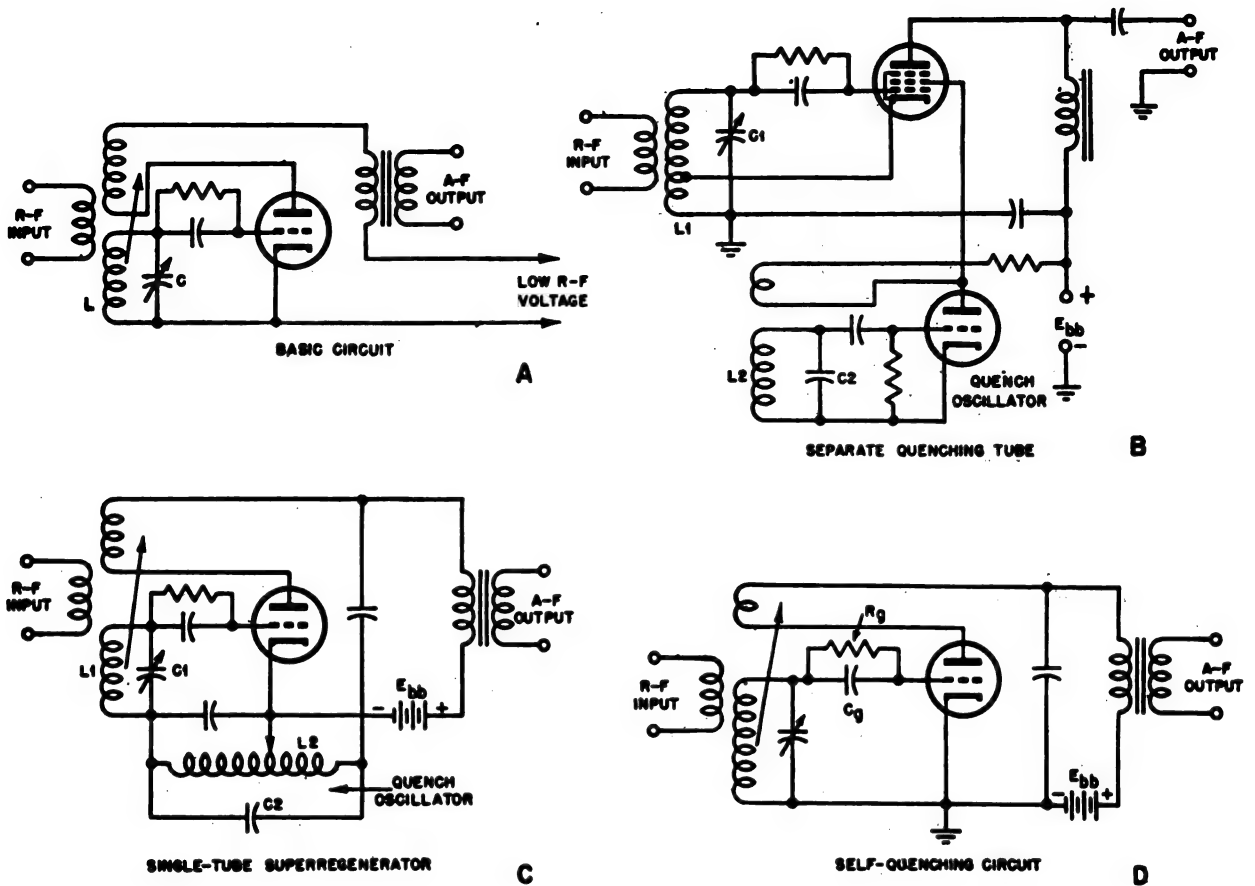 R-F
INPUT
L
C
A-F
OUTPUT
LOW R-F
VOLTAGE
BASIC CIRCUIT
A
R-F
INPUT
C1
L1
A-F
OUTPUT
+
Ebb
-
L2
C2
QUENCH
OSCILLATOR
SEPARATE QUENCHING TUBE
B
R-F
INPUT
L1
C1
A-F
OUTPUT
Ebb
- +
L2
QUENCH
OSCILLATOR
C2
SINGLE-TUBE SUPERREGENERATOR
C
Rg
R-F
INPUT
Cg
A-F
OUTPUT
Ebb
- +
SELF-QUENCHING CIRCUIT
D